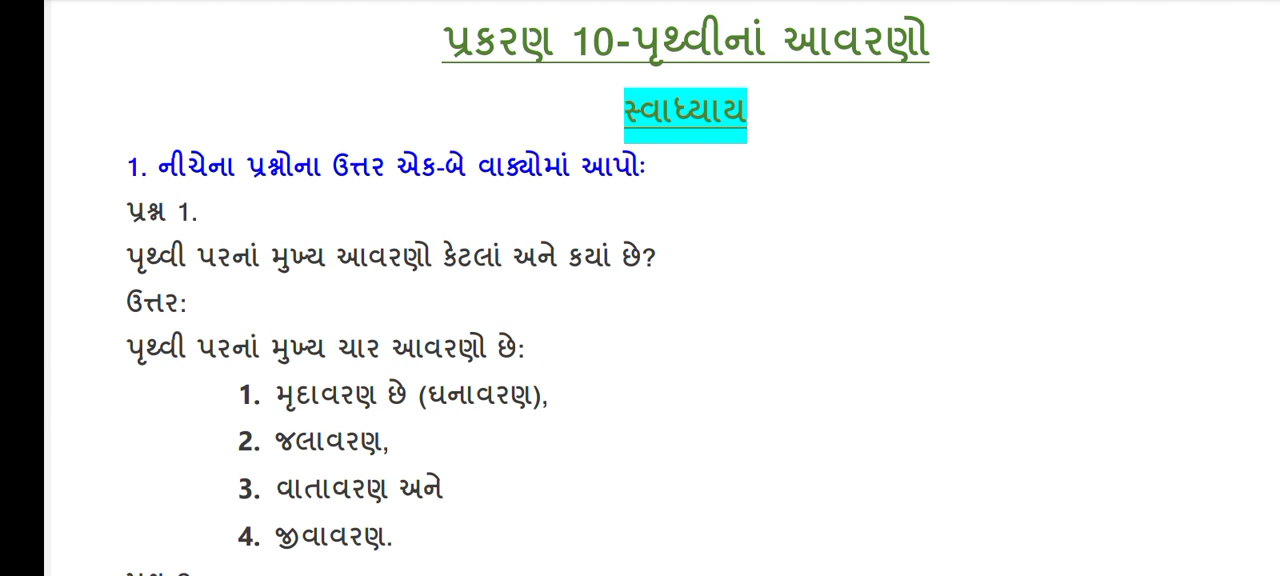 પ્રકરણ 10-પૃથ્વીનાં આવરણો
સ્વાધ્યાય
1. નીચેના પ્રશ્નોના ઉત્તર એક-બે વાક્યોમાં આપોઃ
પ્રશ્ન 1.
પૃથ્વી પરનાં મુખ્ય આવરણો કેટલાં અને કયાં છે?
ઉત્તર:
પૃથ્વી પરનાં મુખ્ય ચાર આવરણો છે:
1. મૃદાવરણ છે (ઘનાવરણ),
2. જલાવરણ,
3. વાતાવરણ અને
4. જીવાવરણ.